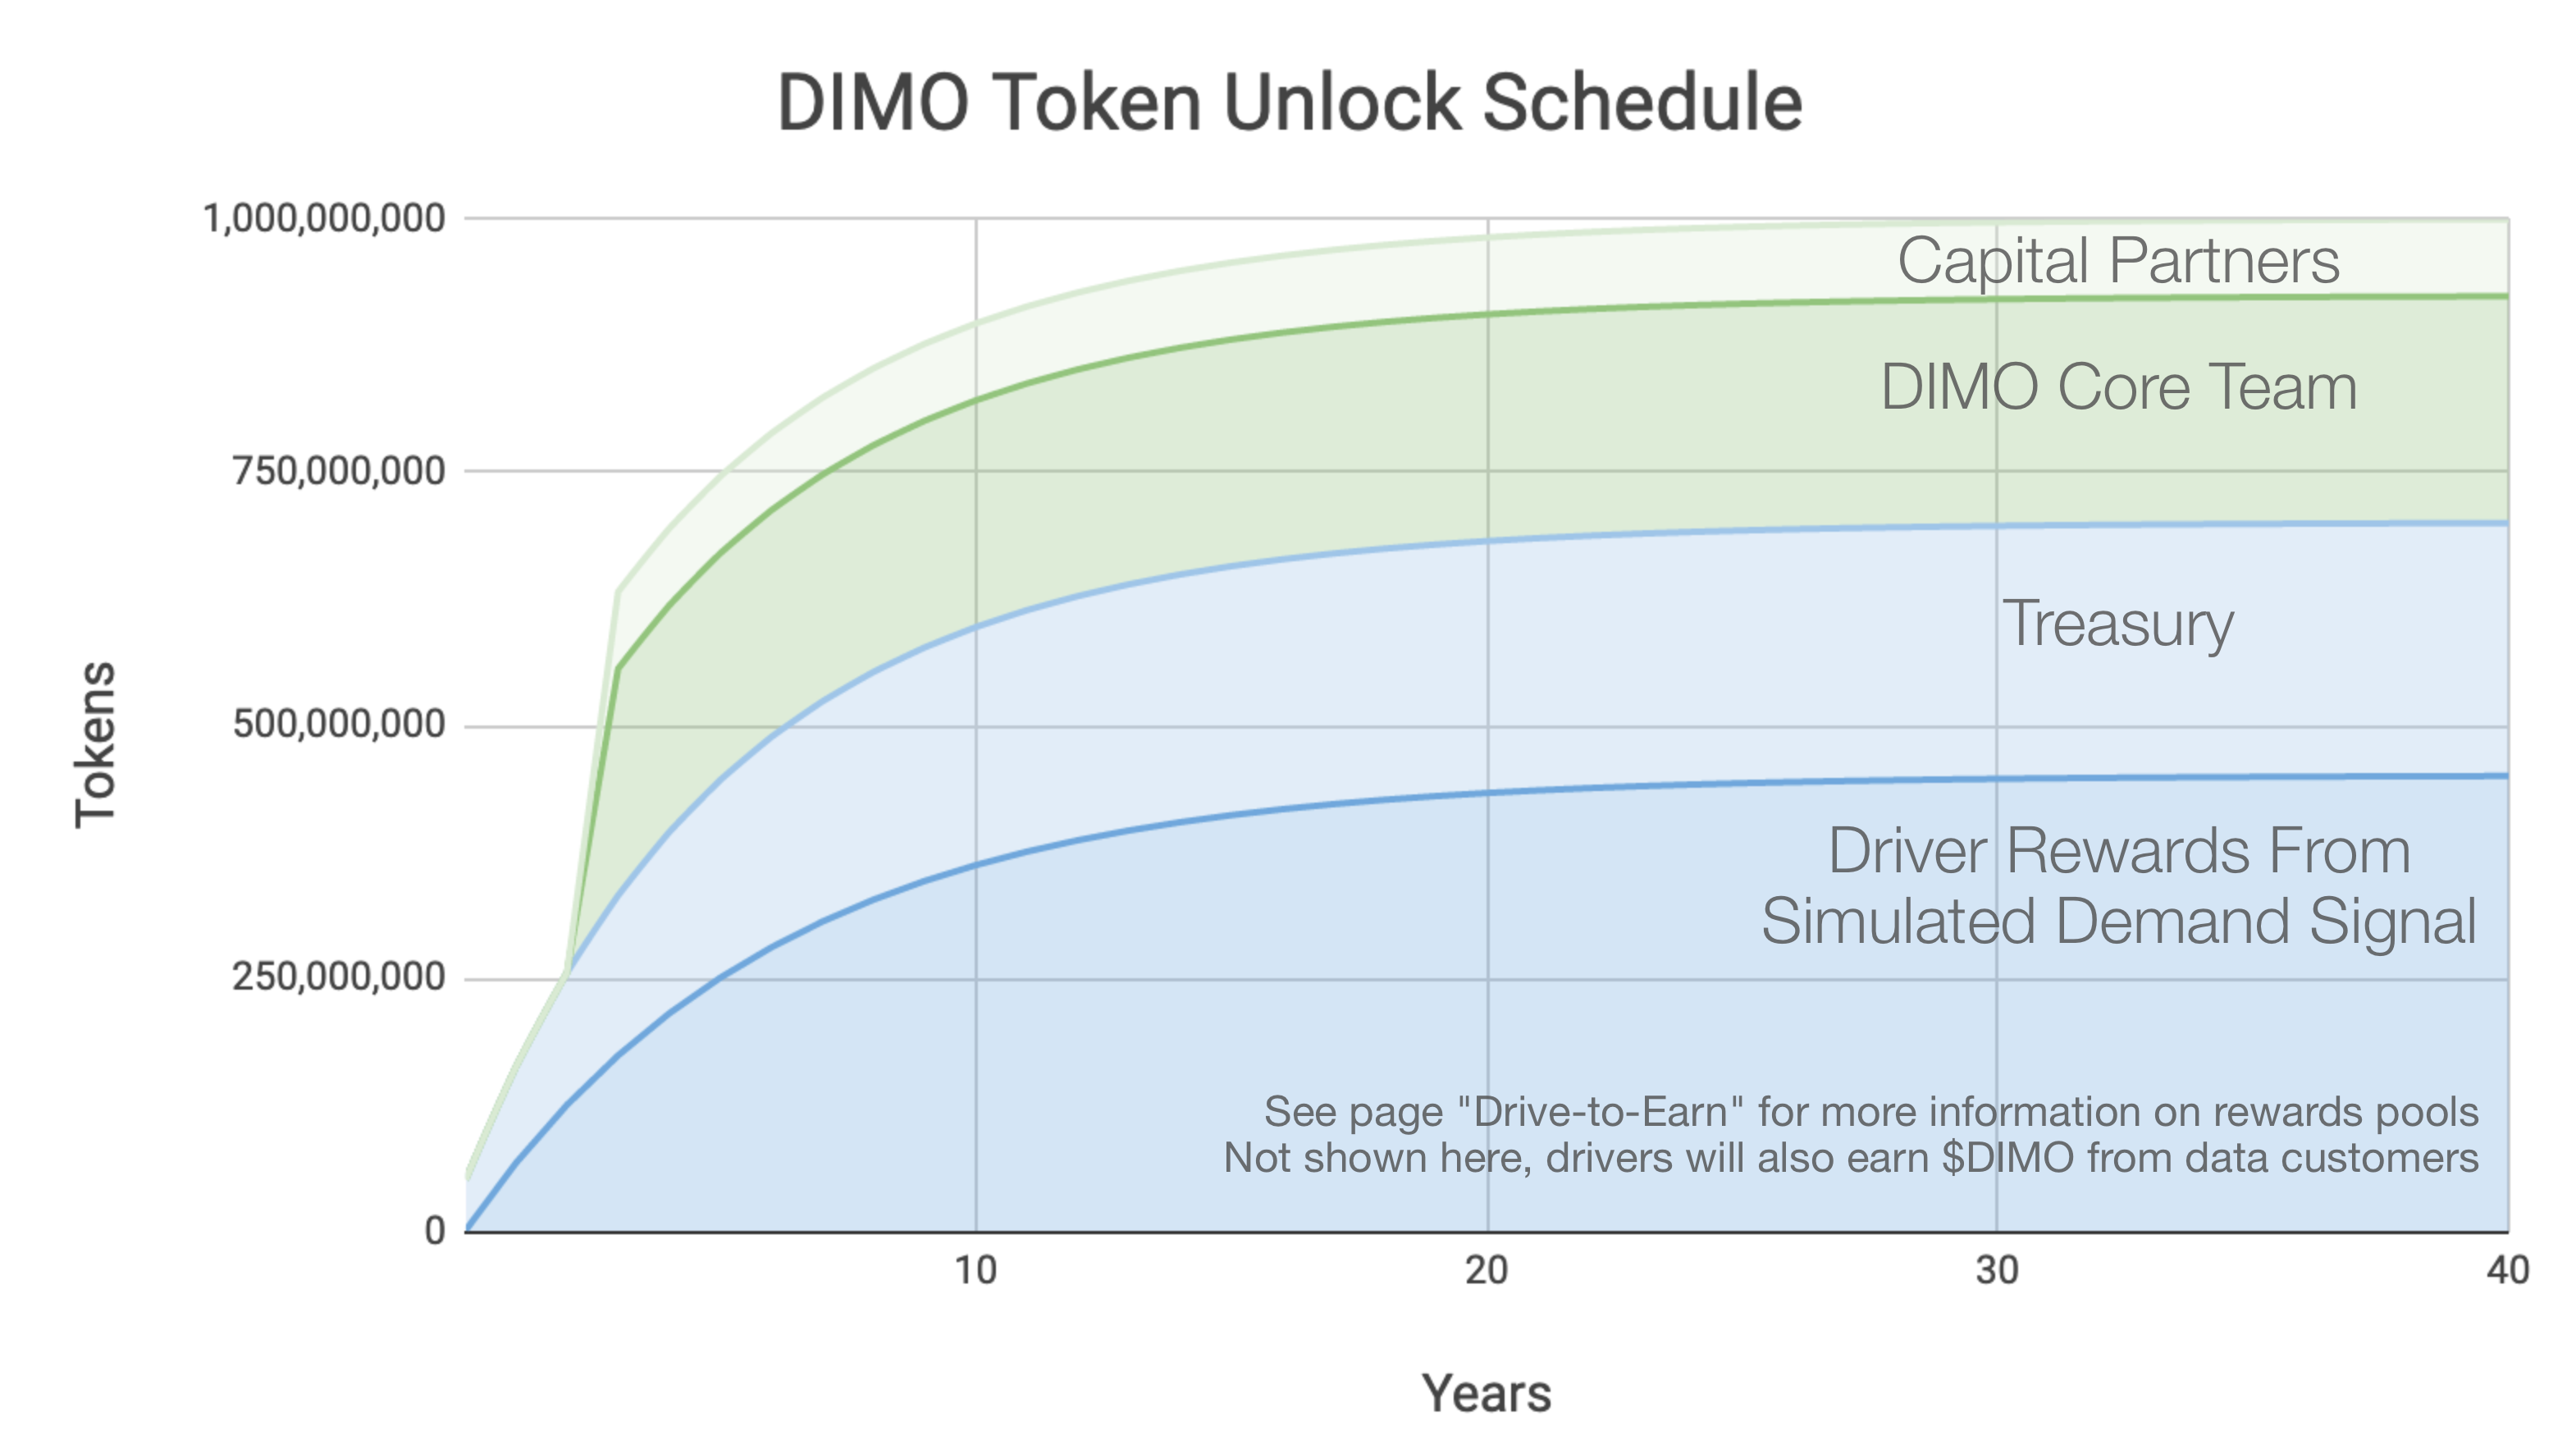 DIMO Token Unlock Schedule
1,000,000,000
750,000,000
500,000,000
250,000,000
0
Tokens
Capital Partners
DIMO Core Team
Treasury
Driver Rewards From
Simulated Demand Signal
See page "Drive-to-Earn" for more information on rewards pools
Not shown here, drivers will also earn $DIMO from data customers
10 20 30 40
Years